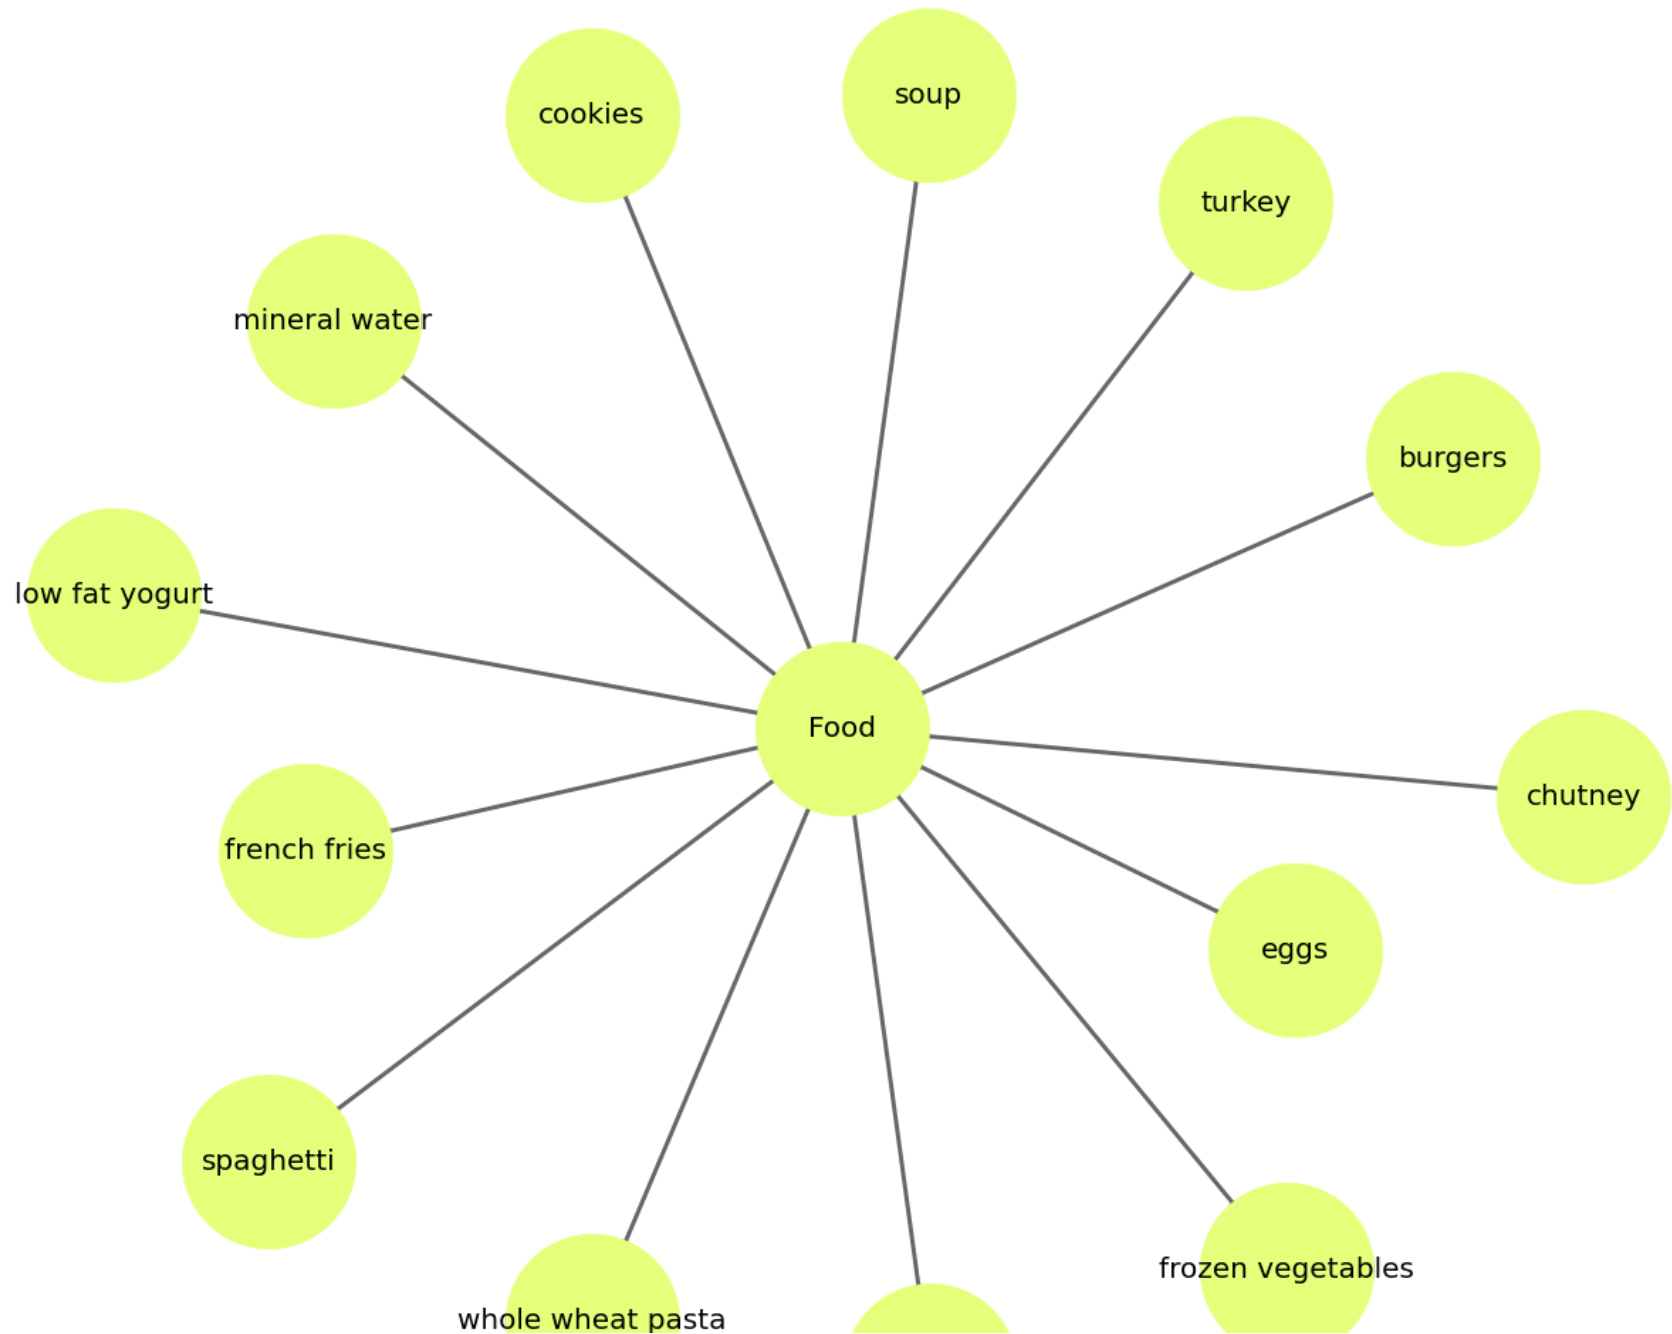 soup
cookies
turkey
mineral water
burgers
low fat yogurt
Food
chutney
french fries
eggs
spaghetti
frozen vegetables
whole wheat pasta